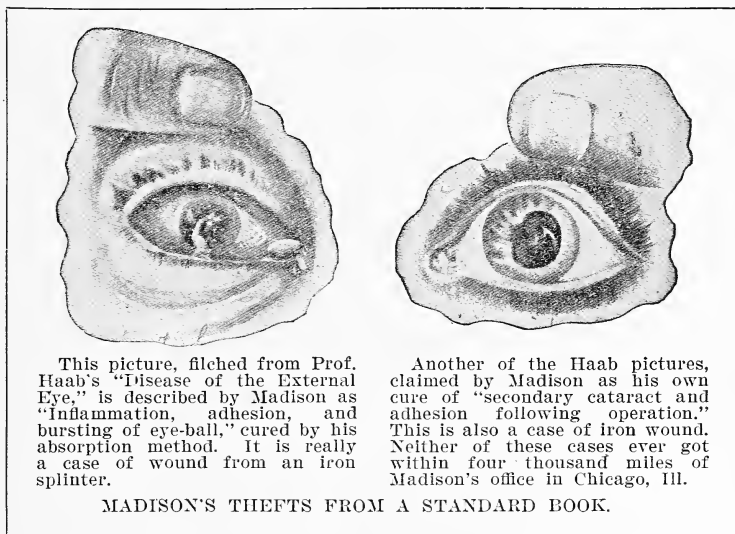 This picture, filched from Prof.
Haab's "Disease of the External
Eye," is described by Madison as
"Inflammation, adhesion, and
bursting of eye-ball," cured by his
absorption method. It is really
a case of wound from an iron
splinter.
Another of the Haab pictures,
claimed by Madison as his own
cure of "secondary cataract and
adhesion following operation."
This is also a case of iron wound.
Neither of these cases ever got
within four thousand miles of
Madison's office in Chicago, Ill.
MADISON'S THEFTS FROM A STANDARD BOOK.